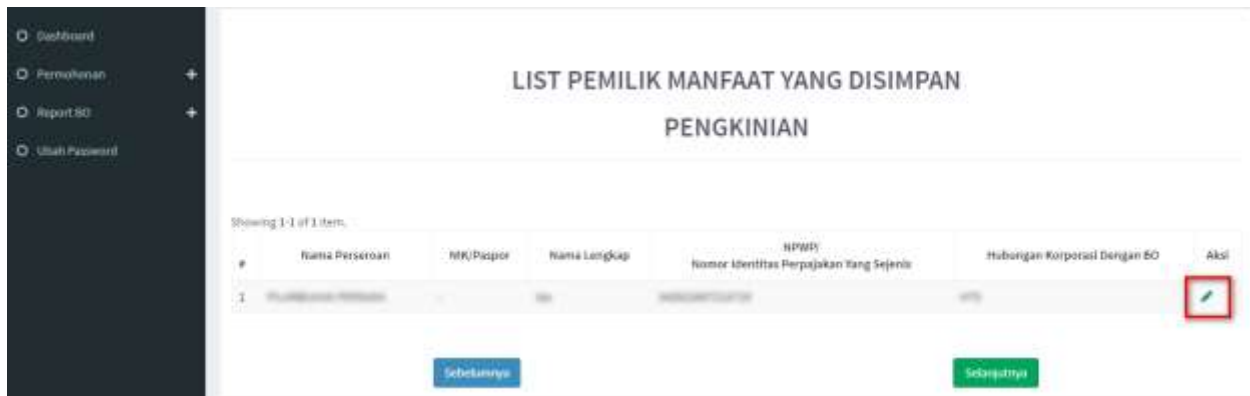 Dashboard
Permohonan
Report BO
Ubah Password
LIST PEMILIK MANFAAT YANG DISIMPAN
PENGKINIAN
Showing 1-1 of 1 item.
# Nama Perseroan NIK/Paspor Nama Lengkap NPWP/ Nomor Identitas Perpajakan Yang Sejenis Hubungan Korporasi Dengan BO Aksi
1
Sebelumnya Selanjutnya